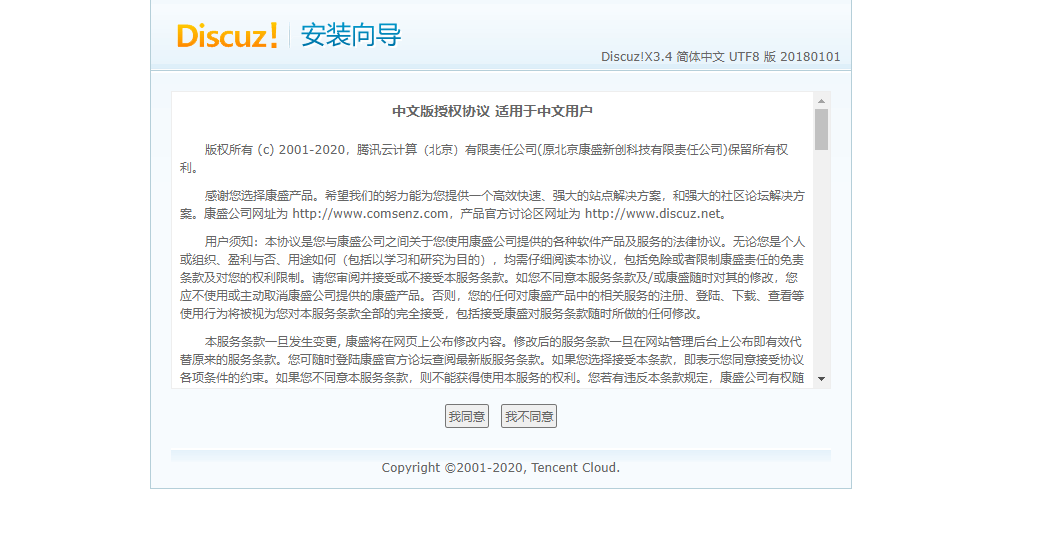 Discuz! 安装向导
Discuz!X3.4 简体中文 UTF8 版 20180101
中文版授权协议 适用于中文用户
版权所有 (c) 2001-2020，腾讯云计算（北京）有限责任公司(原北京康盛新创科技有限责任公司)保留所有权
利。
感谢您选择康盛产品。希望我们的努力能为您提供一个高效快速、强大的站点解决方案，和强大的社区论坛解决方
案。康盛公司网址为 http://www.comsenz.com，产品官方讨论区网址为 http://www.discuz.net。
用户须知：本协议是您与康盛公司之间关于您使用康盛公司提供的各种软件产品及服务的法律协议。无论您是个人
或组织、盈利与否、用途如何（包括以学习和研究为目的），均需仔细阅读本协议，包括免除或者限制康盛责任的免责
条款及对您的权利限制。请您审阅并接受或不接受本服务条款。如您不同意本服务条款及/或康盛随时对其的修改，您
应不使用或主动取消康盛公司提供的康盛产品。否则，您的任何对康盛产品中的相关服务的注册、登陆、下载、查看等
使用行为将被视为您对本服务条款全部的完全接受，包括接受康盛对服务条款随时所做的任何修改。
本服务条款一旦发生变更, 康盛将在网页上公布修改内容。修改后的服务条款一旦在网站管理后台上公布即有效代
替原来的服务条款。您可随时登陆康盛官方论坛查阅最新版服务条款。如果您选择接受本条款，即表示您同意接受协议
各项条件的约束。如果您不同意本服务条款，则不能获得使用本服务的权利。您若有违反本条款规定，康盛公司有权随
我同意 我不同意
Copyright ©2001-2020, Tencent Cloud.